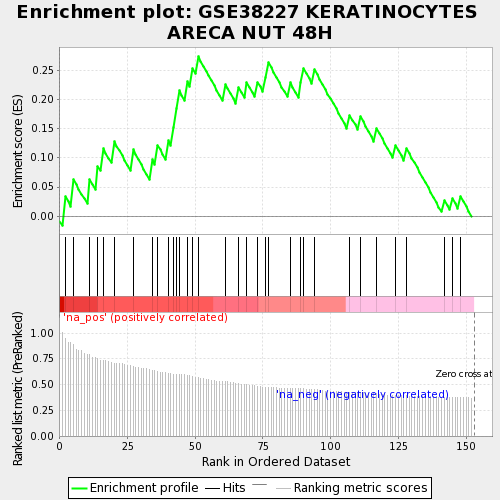 Enrichment plot: GSE38227 KERATINOCYTES
ARECA NUT 48H
Enrichment score (ES)
0.25
0.20
0.15
0.10
0.05
0.00
'na_pos' (positively correlated)
Ranked list metric (PreRanked)
1.00
0.75
0.50
0.25
0.00
Zero cross at
'na_neg' (negatively correlated)
0 25 50 75 100 125 150
Rank in Ordered Dataset
Enrichment profile Hits Ranking metric scores